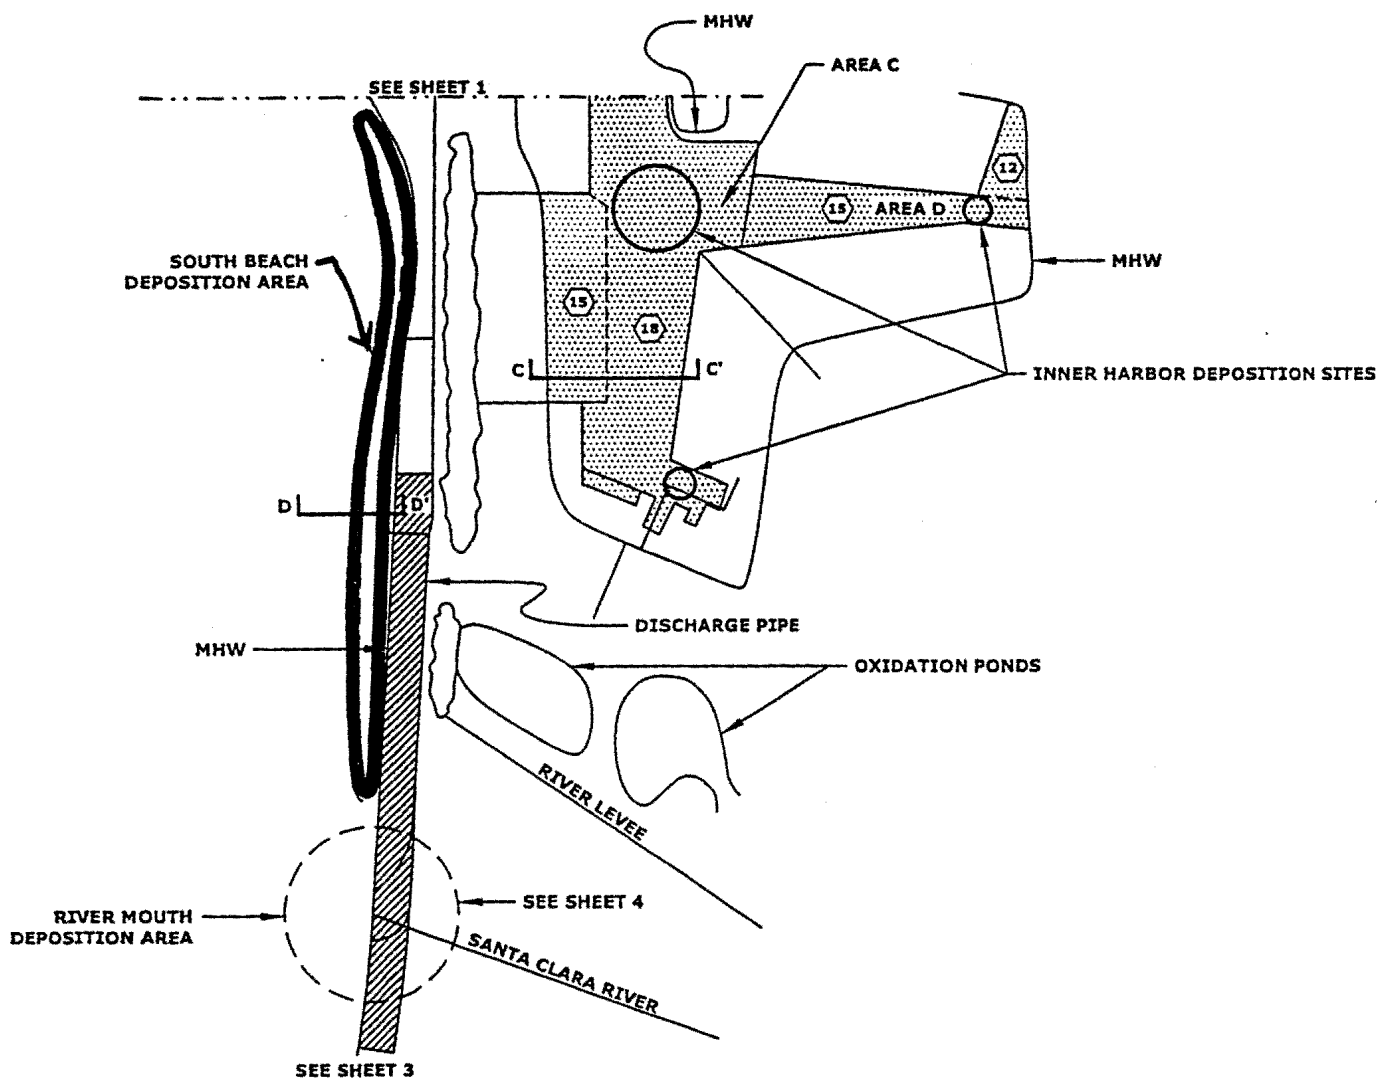 MHW
AREA C
SEE SHEET 1
12
15
AREA D
SOUTH BEACH
DEPOSITION AREA
MHW
15
18
C
C'
INNER HARBOR DEPOSITION SITES
D
D'
DISCHARGE PIPE
MHW
OXIDATION PONDS
RIVER LEVEE
SEE SHEET 4
RIVER MOUTH
DEPOSITION AREA
SANTA CLARA RIVER
SEE SHEET 3